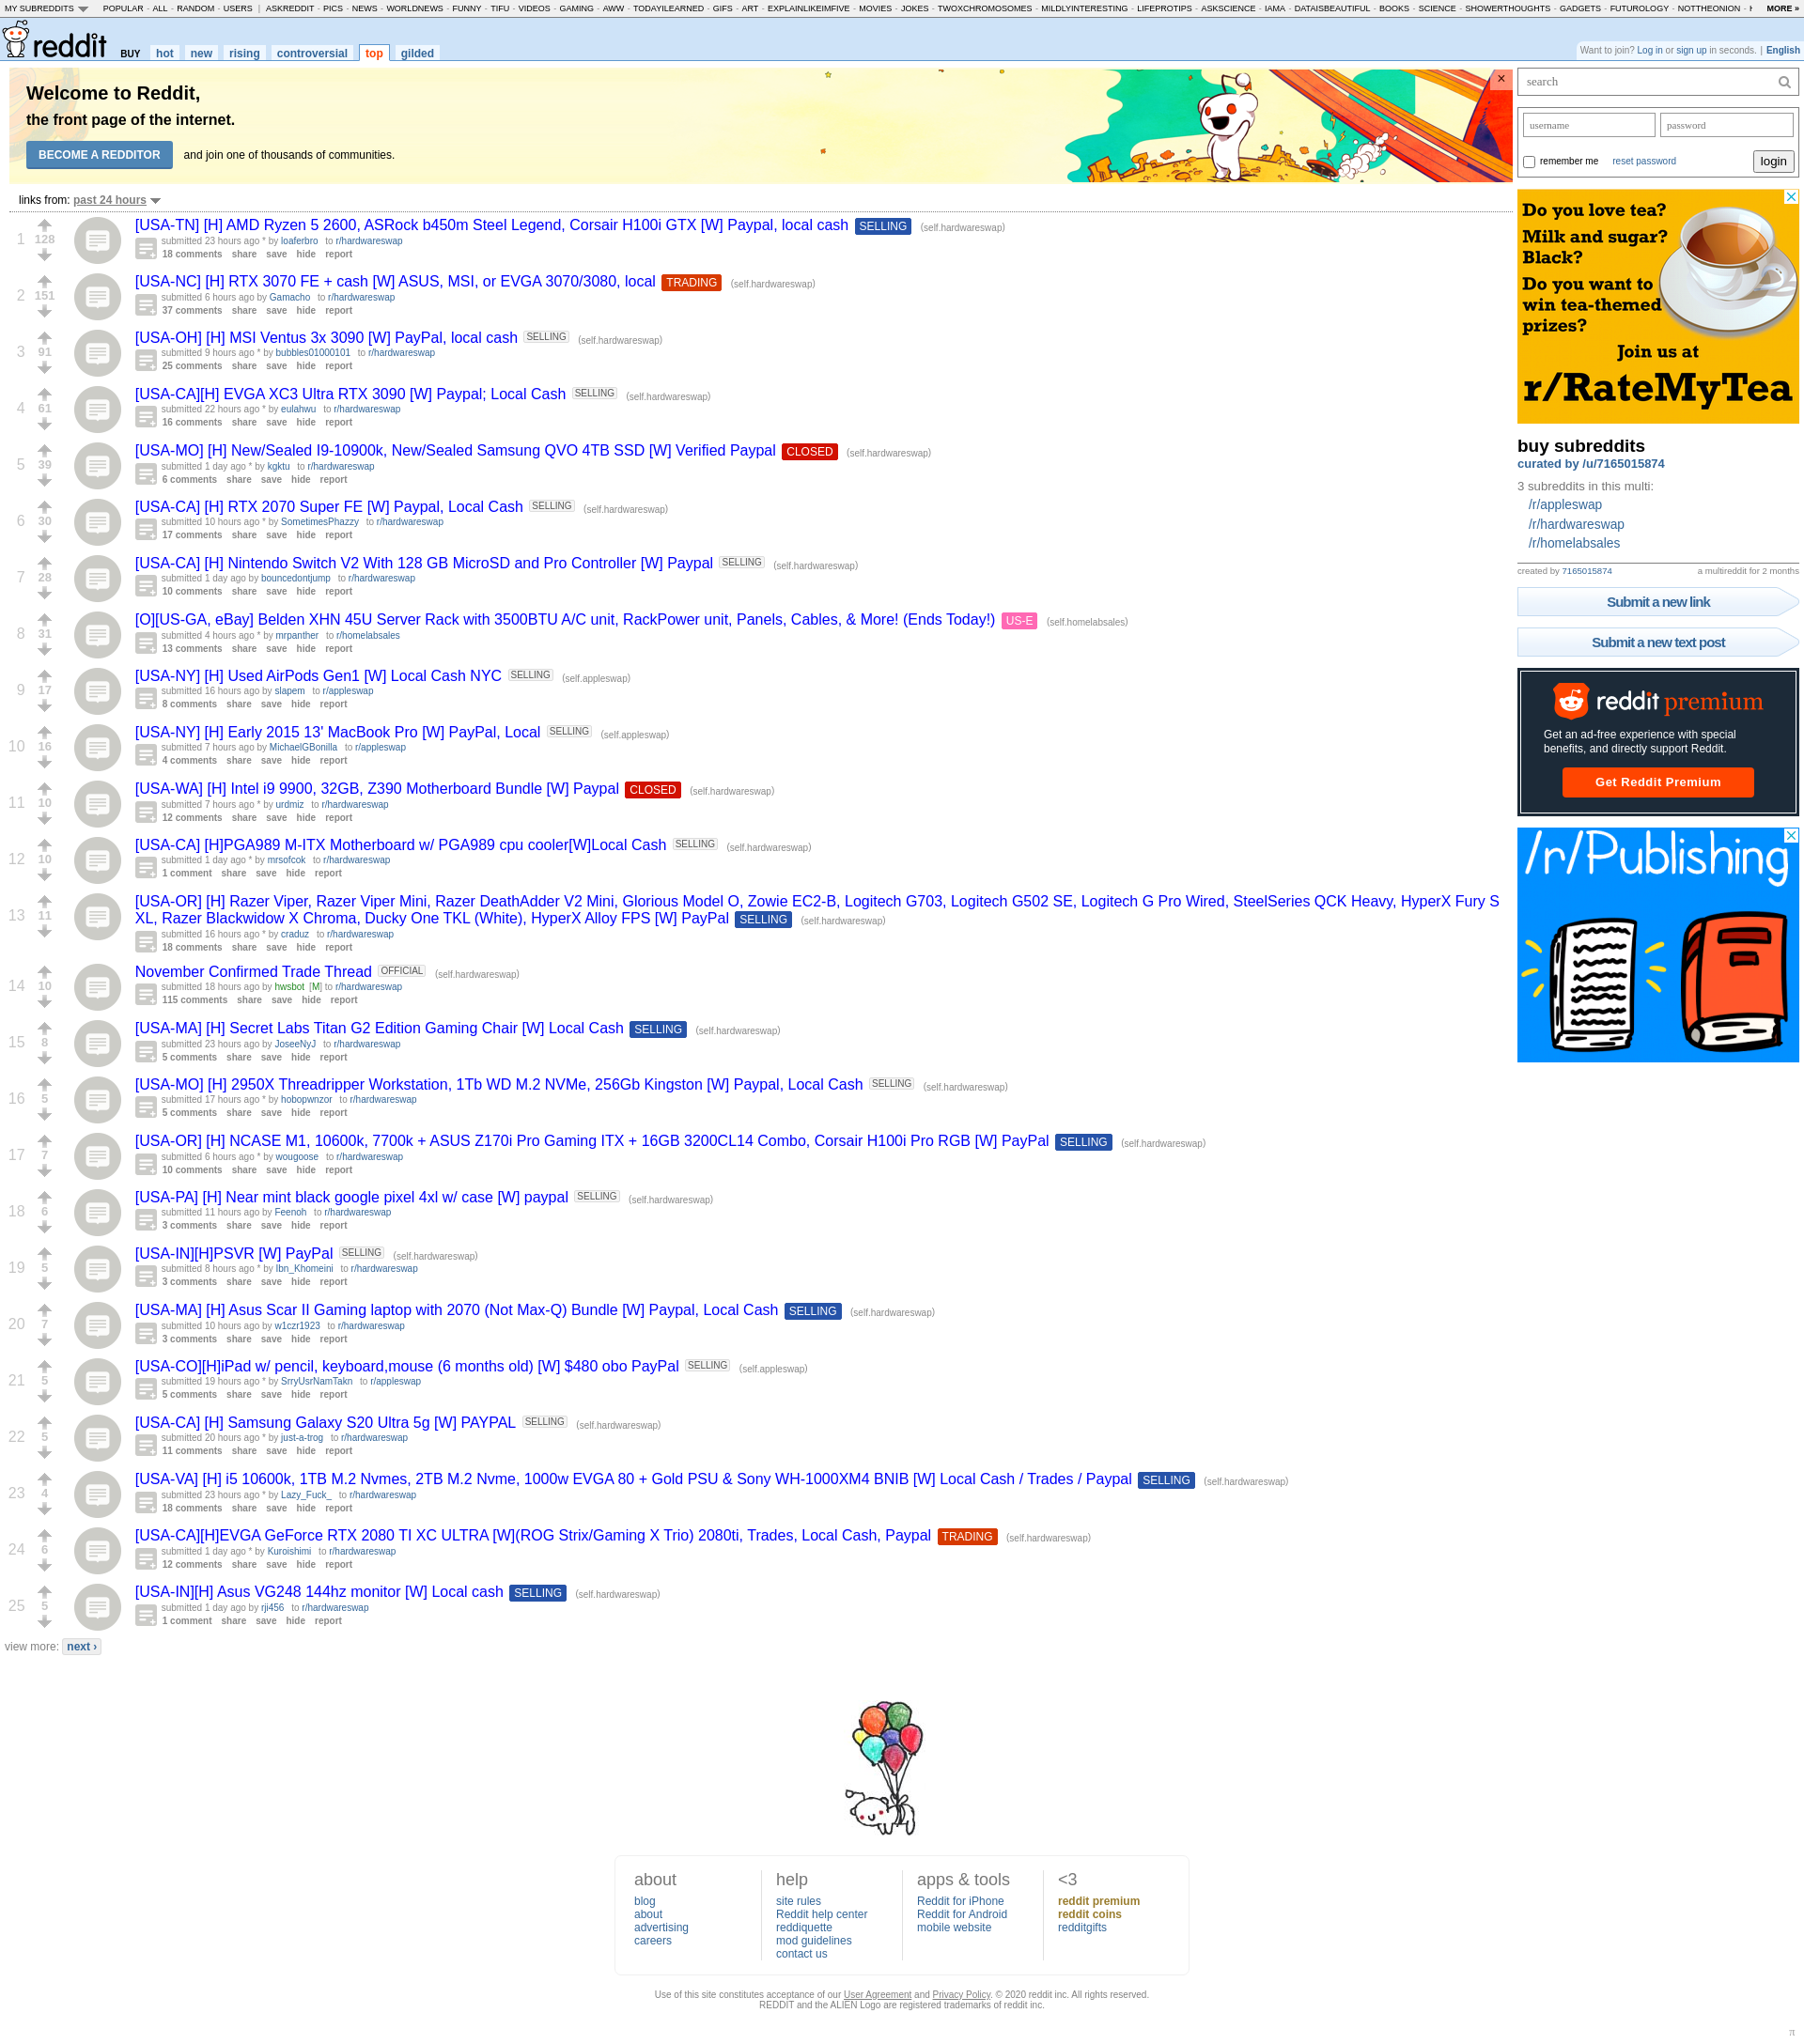 MY SUBREDDITS POPULAR - ALL - RANDOM - USERS | ASKREDDIT - PICS - NEWS - WORLDNEWS - FUNNY - TIFU - VIDEOS - GAMING - AWW - TODAYILEARNED - GIFS - ART - EXPLAINLIKEIMFIVE - MOVIES - JOKES - TWOXCHROMOSOMES - MILDLYINTERESTING - LIFEPROTIPS - ASKSCIENCE - IAMA - DATAISBEAUTIFUL - BOOKS - SCIENCE - SHOWERTHOUGHTS - GADGETS - FUTUROLOGY - NOTTHEONION - MORE »
reddit BUY hot new rising controversial top gilded
Want to join? Log in or sign up in seconds. | English
Welcome to Reddit,
the front page of the internet.
BECOME A REDDITOR and join one of thousands of communities.
×
links from: past 24 hours
1 128 [USA-TN] [H] AMD Ryzen 5 2600, ASRock b450m Steel Legend, Corsair H100i GTX [W] Paypal, local cash SELLING (self.hardwareswap)
submitted 23 hours ago * by loaferbro to r/hardwareswap
18 comments share save hide report
2 151 [USA-NC] [H] RTX 3070 FE + cash [W] ASUS, MSI, or EVGA 3070/3080, local TRADING (self.hardwareswap)
submitted 6 hours ago by Gamacho to r/hardwareswap
37 comments share save hide report
3 91 [USA-OH] [H] MSI Ventus 3x 3090 [W] PayPal, local cash SELLING (self.hardwareswap)
submitted 9 hours ago * by bubbles01000101 to r/hardwareswap
25 comments share save hide report
4 61 [USA-CA][H] EVGA XC3 Ultra RTX 3090 [W] Paypal; Local Cash SELLING (self.hardwareswap)
submitted 22 hours ago * by eulahwu to r/hardwareswap
16 comments share save hide report
5 39 [USA-MO] [H] New/Sealed I9-10900k, New/Sealed Samsung QVO 4TB SSD [W] Verified Paypal CLOSED (self.hardwareswap)
submitted 1 day ago * by kgktu to r/hardwareswap
6 comments share save hide report
6 30 [USA-CA] [H] RTX 2070 Super FE [W] Paypal, Local Cash SELLING (self.hardwareswap)
submitted 10 hours ago * by SometimesPhazzy to r/hardwareswap
17 comments share save hide report
7 28 [USA-CA] [H] Nintendo Switch V2 With 128 GB MicroSD and Pro Controller [W] Paypal SELLING (self.hardwareswap)
submitted 1 day ago by bouncedontjump to r/hardwareswap
10 comments share save hide report
8 31 [O][US-GA, eBay] Belden XHN 45U Server Rack with 3500BTU A/C unit, RackPower unit, Panels, Cables, & More! (Ends Today!) US-E (self.homelabsales)
submitted 4 hours ago * by mrpanther to r/homelabsales
13 comments share save hide report
9 17 [USA-NY] [H] Used AirPods Gen1 [W] Local Cash NYC SELLING (self.appleswap)
submitted 16 hours ago by slapem to r/appleswap
8 comments share save hide report
10 16 [USA-NY] [H] Early 2015 13' MacBook Pro [W] PayPal, Local SELLING (self.appleswap)
submitted 7 hours ago by MichaelGBonilla to r/appleswap
4 comments share save hide report
11 10 [USA-WA] [H] Intel i9 9900, 32GB, Z390 Motherboard Bundle [W] Paypal CLOSED (self.hardwareswap)
submitted 7 hours ago * by urdmiz to r/hardwareswap
12 comments share save hide report
12 10 [USA-CA] [H]PGA989 M-ITX Motherboard w/ PGA989 cpu cooler[W]Local Cash SELLING (self.hardwareswap)
submitted 1 day ago * by mrsofcok to r/hardwareswap
1 comment share save hide report
13 11 [USA-OR] [H] Razer Viper, Razer Viper Mini, Razer DeathAdder V2 Mini, Glorious Model O, Zowie EC2-B, Logitech G703, Logitech G502 SE, Logitech G Pro Wired, SteelSeries QCK Heavy, HyperX Fury S
XL, Razer Blackwidow X Chroma, Ducky One TKL (White), HyperX Alloy FPS [W] PayPal SELLING (self.hardwareswap)
submitted 16 hours ago * by craduz to r/hardwareswap
18 comments share save hide report
14 10 November Confirmed Trade Thread OFFICIAL (self.hardwareswap)
submitted 18 hours ago by hwsbot [M] to r/hardwareswap
115 comments share save hide report
15 8 [USA-MA] [H] Secret Labs Titan G2 Edition Gaming Chair [W] Local Cash SELLING (self.hardwareswap)
submitted 23 hours ago by JoseeNyJ to r/hardwareswap
5 comments share save hide report
16 5 [USA-MO] [H] 2950X Threadripper Workstation, 1Tb WD M.2 NVMe, 256Gb Kingston [W] Paypal, Local Cash SELLING (self.hardwareswap)
submitted 17 hours ago * by hobopwnzor to r/hardwareswap
5 comments share save hide report
17 7 [USA-OR] [H] NCASE M1, 10600k, 7700k + ASUS Z170i Pro Gaming ITX + 16GB 3200CL14 Combo, Corsair H100i Pro RGB [W] PayPal SELLING (self.hardwareswap)
submitted 6 hours ago * by wougoose to r/hardwareswap
10 comments share save hide report
18 6 [USA-PA] [H] Near mint black google pixel 4xl w/ case [W] paypal SELLING (self.hardwareswap)
submitted 11 hours ago by Feenoh to r/hardwareswap
3 comments share save hide report
19 5 [USA-IN][H]PSVR [W] PayPal SELLING (self.hardwareswap)
submitted 8 hours ago * by Ibn_Khomeini to r/hardwareswap
3 comments share save hide report
20 7 [USA-MA] [H] Asus Scar II Gaming laptop with 2070 (Not Max-Q) Bundle [W] Paypal, Local Cash SELLING (self.hardwareswap)
submitted 10 hours ago by w1czr1923 to r/hardwareswap
3 comments share save hide report
21 5 [USA-CO][H]iPad w/ pencil, keyboard,mouse (6 months old) [W] $480 obo PayPal SELLING (self.appleswap)
submitted 19 hours ago * by SrryUsrNamTakn to r/appleswap
5 comments share save hide report
22 5 [USA-CA] [H] Samsung Galaxy S20 Ultra 5g [W] PAYPAL SELLING (self.hardwareswap)
submitted 20 hours ago * by just-a-trog to r/hardwareswap
11 comments share save hide report
23 4 [USA-VA] [H] i5 10600k, 1TB M.2 Nvmes, 2TB M.2 Nvme, 1000w EVGA 80 + Gold PSU & Sony WH-1000XM4 BNIB [W] Local Cash / Trades / Paypal SELLING (self.hardwareswap)
submitted 23 hours ago * by Lazy_Fuck_ to r/hardwareswap
18 comments share save hide report
24 6 [USA-CA][H]EVGA GeForce RTX 2080 TI XC ULTRA [W](ROG Strix/Gaming X Trio) 2080ti, Trades, Local Cash, Paypal TRADING (self.hardwareswap)
submitted 1 day ago * by Kuroishimi to r/hardwareswap
12 comments share save hide report
25 5 [USA-IN][H] Asus VG248 144hz monitor [W] Local cash SELLING (self.hardwareswap)
submitted 1 day ago by rji456 to r/hardwareswap
1 comment share save hide report
view more: next ›
search
username password
remember me reset password login
Do you love tea?
Milk and sugar?
Black?
Do you want to
win tea-themed
prizes?
Join us at
r/RateMyTea
buy subreddits
curated by /u/7165015874
3 subreddits in this multi:
/r/appleswap
/r/hardwareswap
/r/homelabsales
created by 7165015874 a multireddit for 2 months
Submit a new link
Submit a new text post
reddit premium
Get an ad-free experience with special
benefits, and directly support Reddit.
Get Reddit Premium
/r/Publishing
about
blog
about
advertising
careers
help
site rules
Reddit help center
reddiquette
mod guidelines
contact us
apps & tools
Reddit for iPhone
Reddit for Android
mobile website
<3
reddit premium
reddit coins
redditgifts
Use of this site constitutes acceptance of our User Agreement and Privacy Policy. © 2020 reddit inc. All rights reserved.
REDDIT and the ALIEN Logo are registered trademarks of reddit inc.
π